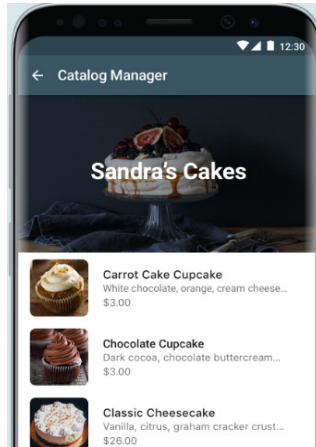 12:30
Catalog Manager
Sandra's Cakes
Carrot Cake Cupcake
White chocolate, orange, cream cheese...
$3.00
Chocolate Cupcake
Dark cocoa, chocolate buttercream...
$3.00
Classic Cheesecake
Vanilla, citrus, graham cracker crust...
$26.00